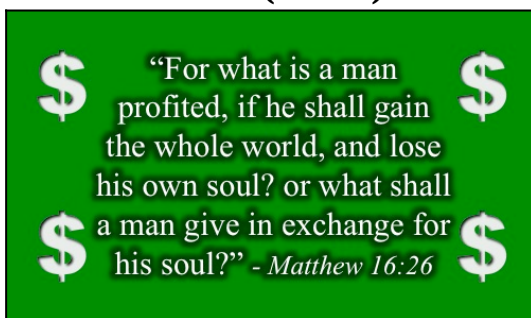 “For what is a man
profited, if he shall gain
the whole world, and lose
his own soul? or what shall
a man give in exchange for
his soul?” - Matthew 16:26
$ $
$ $